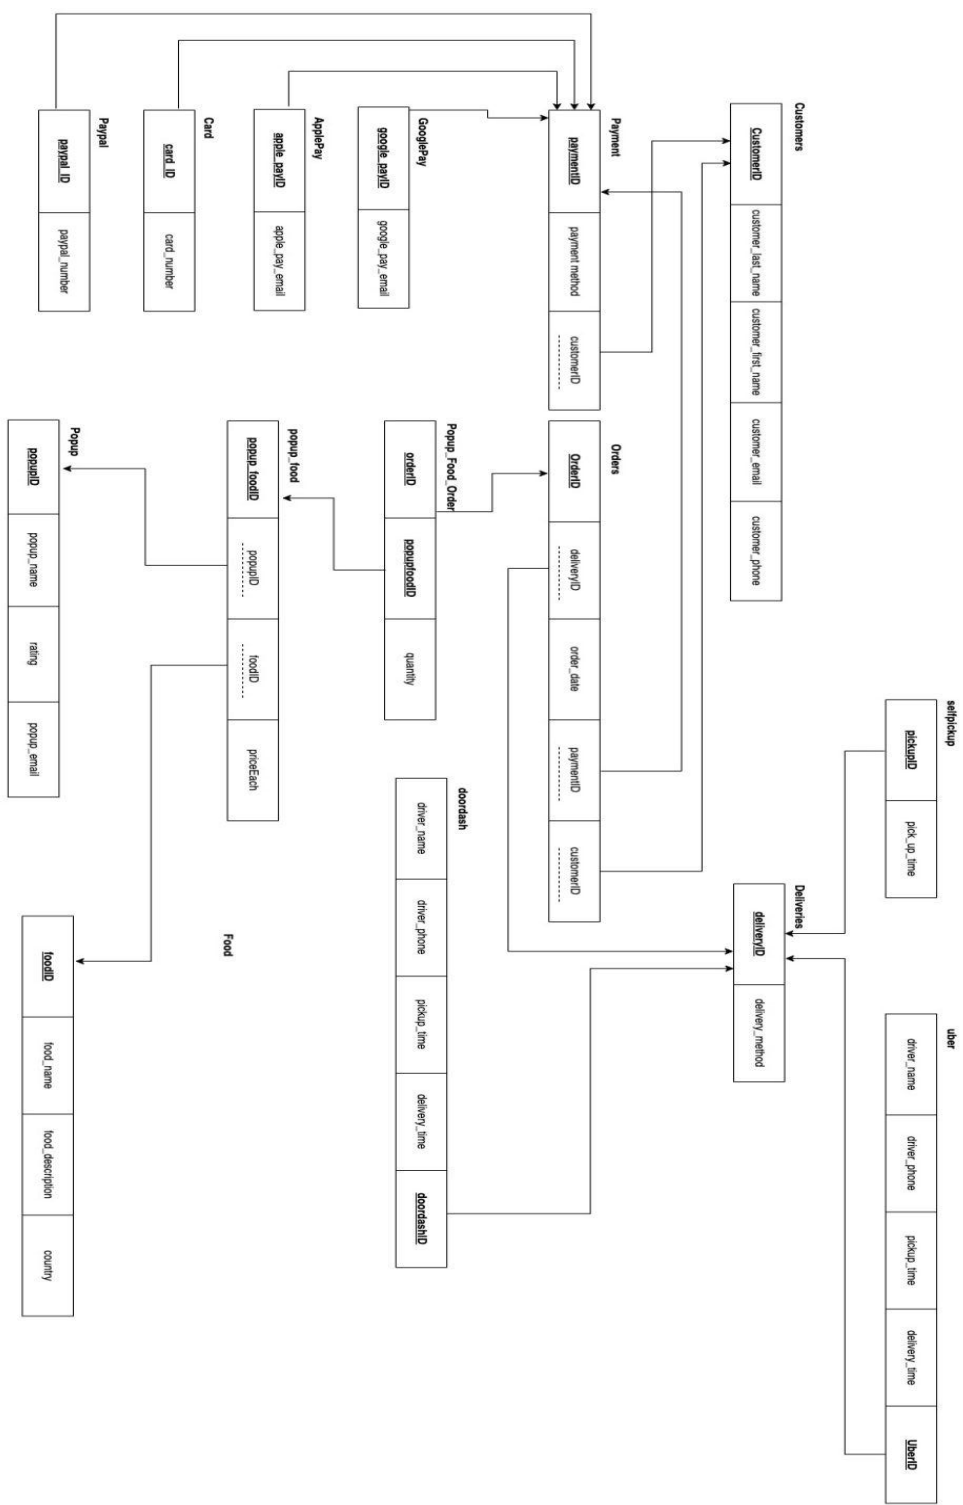 selfpickup
pickupID
pick_up_time
uber
driver_name
driver_phone
pickup_time
delivery_time
UberID
Customers
CustomerID
customer_last_name
customer_first_name
customer_email
customer_phone
Deliveries
deliveryID
delivery_method
Payment
paymentID
payment method
customerID
Orders
OrderID
deliveryID
order_date
paymentID
customerID
GooglePay
google_payID
google_pay_email
Popup_Food_Order
orderID
popupfoodID
quantity
doordash
driver_name
driver_phone
pickup_time
delivery_time
doordashID
ApplePay
apple_payID
apple_pay_email
popup_food
popup_foodID
popupID
foodID
priceEach
Card
card_ID
card_number
Food
foodID
food_name
food_description
country
Paypal
paypal_ID
paypal_number
Popup
popupID
popup_name
rating
popup_email